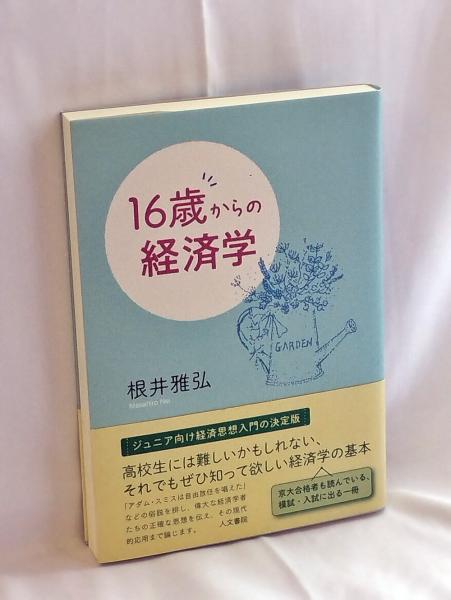 16歳からの
経済学
GARDEN
根井雅弘
Masahiro Nei
ジュニア向け経済思想入門の決定版
高校生には難しいかもしれない、
それでもぜひ知って欲しい経済学の基本
「アダム・スミスは自由放任を唱えた」
などの俗説を排し、偉大な経済学者
たちの正確な思想を伝え、その現代
的応用まで論じます。
人文書院
京大合格者も読んでいる、
模試・入試に出る一冊